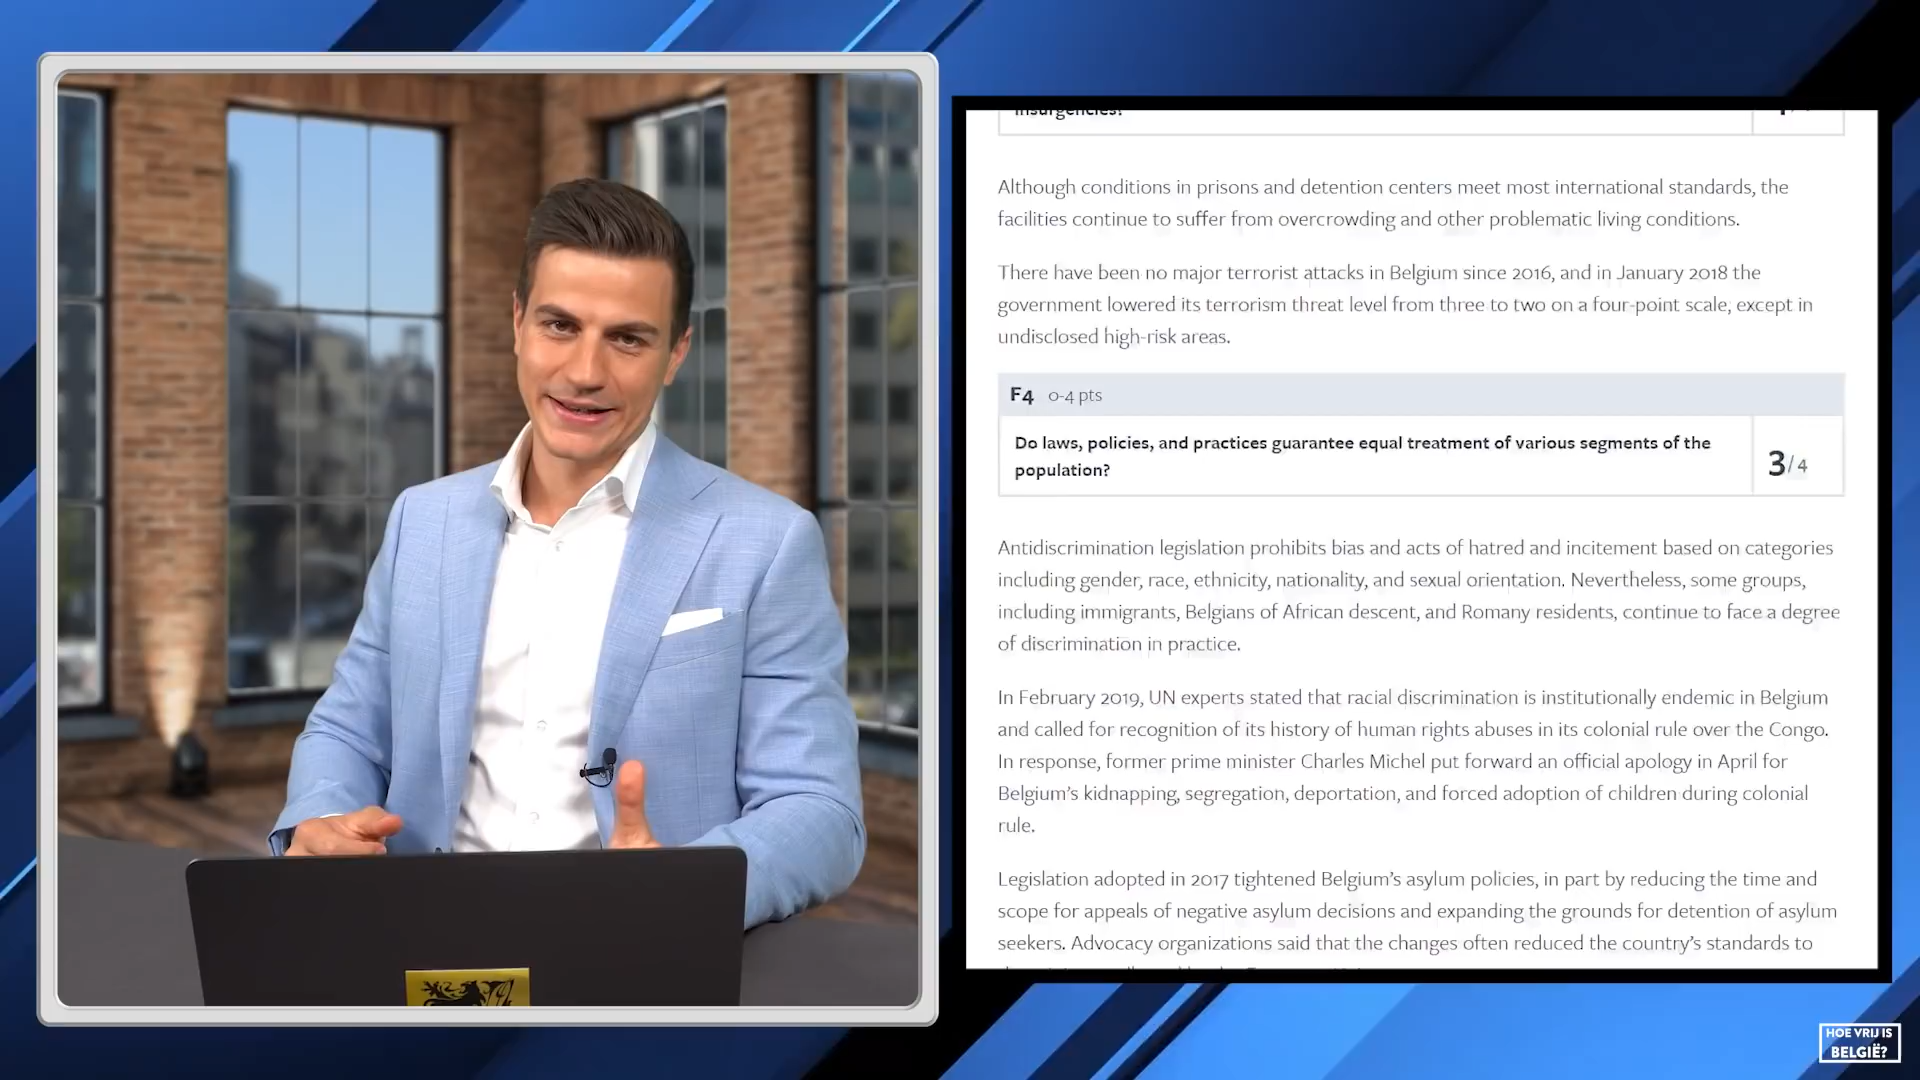 insurgencies?
Although conditions in prisons and detention centers meet most international standards, the
facilities continue to suffer from overcrowding and other problematic living conditions.
There have been no major terrorist attacks in Belgium since 2016, and in January 2018 the
government lowered its terrorism threat level from three to two on a four-point scale, except in
undisclosed high-risk areas.
F4 0-4 pts
Do laws, policies, and practices guarantee equal treatment of various segments of the
population?
3/4
Antidiscrimination legislation prohibits bias and acts of hatred and incitement based on categories
including gender, race, ethnicity, nationality, and sexual orientation. Nevertheless, some groups,
including immigrants, Belgians of African descent, and Romany residents, continue to face a degree
of discrimination in practice.
In February 2019, UN experts stated that racial discrimination is institutionally endemic in Belgium
and called for recognition of its history of human rights abuses in its colonial rule over the Congo.
In response, former prime minister Charles Michel put forward an official apology in April for
Belgium's kidnapping, segregation, deportation, and forced adoption of children during colonial
rule.
Legislation adopted in 2017 tightened Belgium's asylum policies, in part by reducing the time and
scope for appeals of negative asylum decisions and expanding the grounds for detention of asylum
seekers. Advocacy organizations said that the changes often reduced the country's standards to
HOE VRIJ IS
BELGIË?